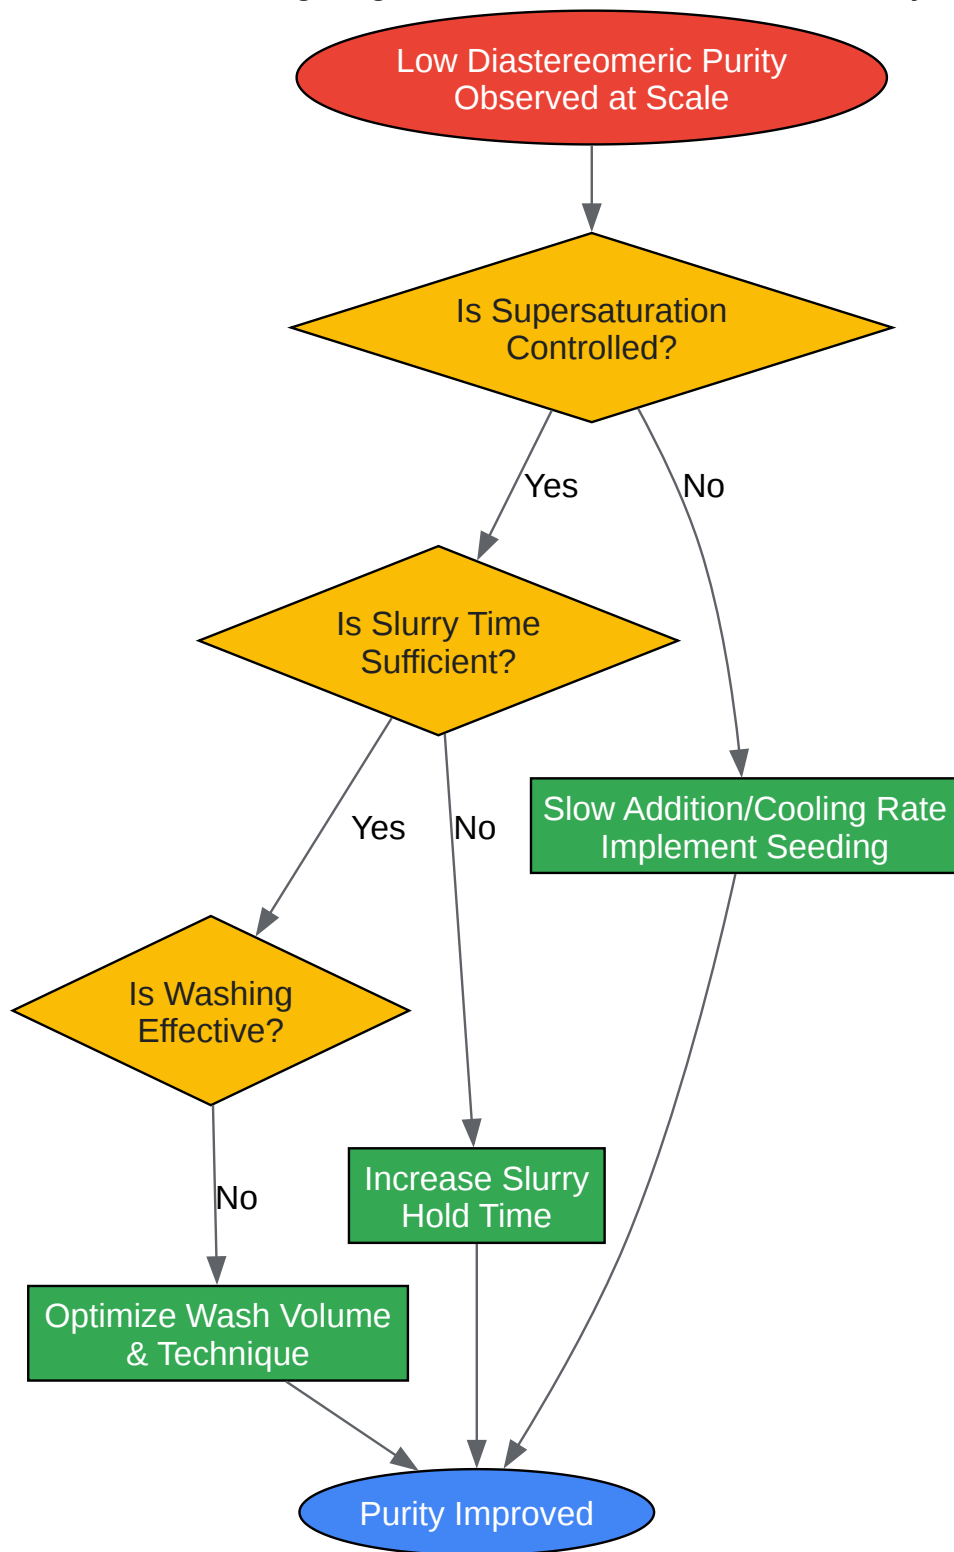 Low Diastereomeric Purity
Observed at Scale
Is Supersaturation
Controlled?
Yes
No
Is Slurry Time
Sufficient?
Slow Addition/Cooling Rate
Implement Seeding
Yes
No
Is Washing
Effective?
Increase Slurry
Hold Time
No
Optimize Wash Volume
& Technique
Purity Improved